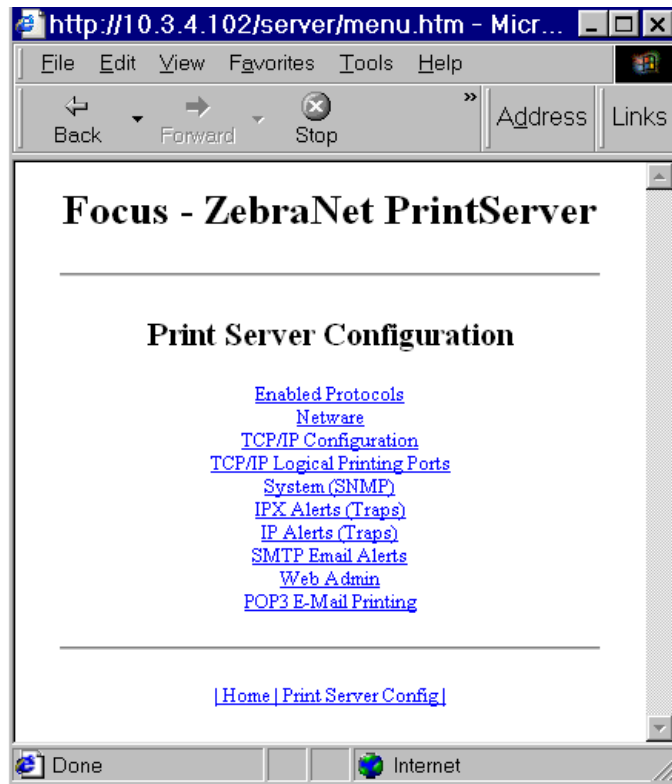 http://10.3.4.102/server/menu.htm - Micr...
File Edit View Favorites Tools Help
Back Forward Stop » Address Links
Focus - ZebraNet PrintServer
Print Server Configuration
Enabled Protocols
Netware
TCP/IP Configuration
TCP/IP Logical Printing Ports
System (SNMP)
IPX Alerts (Traps)
IP Alerts (Traps)
SMTP Email Alerts
Web Admin
POP3 E-Mail Printing
| Home | Print Server Config |
Done Internet